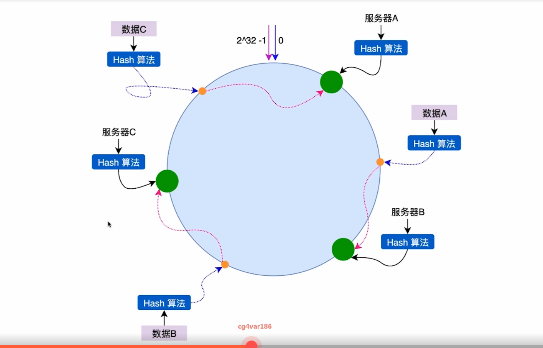 服务器A
数据C
2^32 -1
0
Hash 算法
Hash 算法
数据A
服务器C
Hash 算法
Hash 算法
服务器B
Hash 算法
Hash 算法
cg4var186
数据B